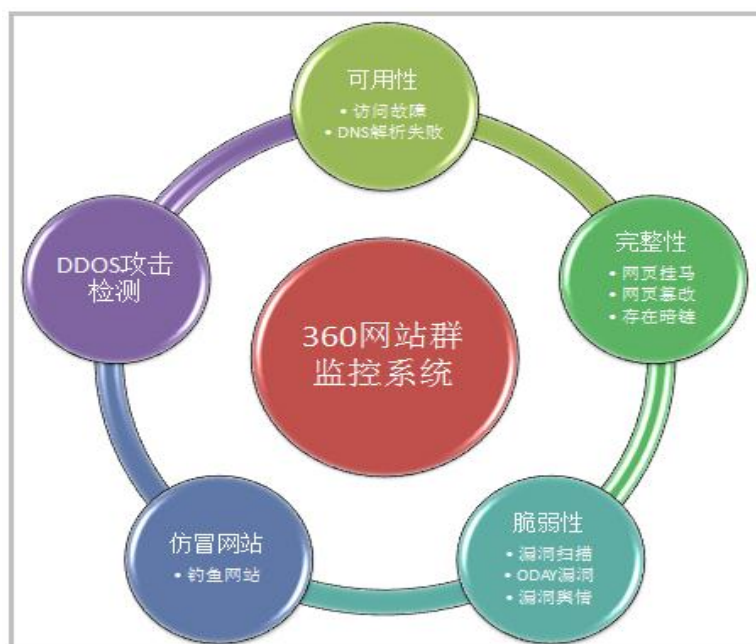 可用性
• 访问故障
• DNS解析失败
完整性
• 网页挂马
• 网页篡改
• 存在暗链
DDOS攻击
检测
360网站群
监控系统
仿冒网站
• 钓鱼网站
脆弱性
• 漏洞扫描
• 0DAY漏洞
• 漏洞舆情